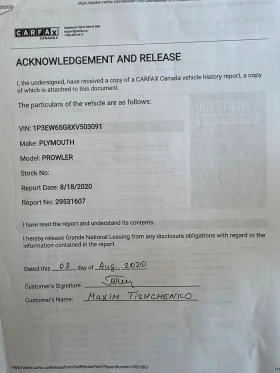 CARFAX
CANADA
ACKNOWLEDGEMENT AND RELEASE
I, the undersigned, have received a copy of a CARFAX Canada vehicle history report, a copy
of which is attached to this document.
The particulars of the vehicle are as follows:
VIN: 1P3EW65G8XV503091
Make: PLYMOUTH
Model: PROWLER
Stock No:
Report Date: 8/18/2020
Report No: 29531607
I have read the report and understand its contents.
I hereby release Grande National Leasing from any disclosure obligations with regard to the
information contained in the report.
Dated this 08 day of Aug, 2020
Customer's Signature:
Customer's Name: MAXIM TISHCHENKO